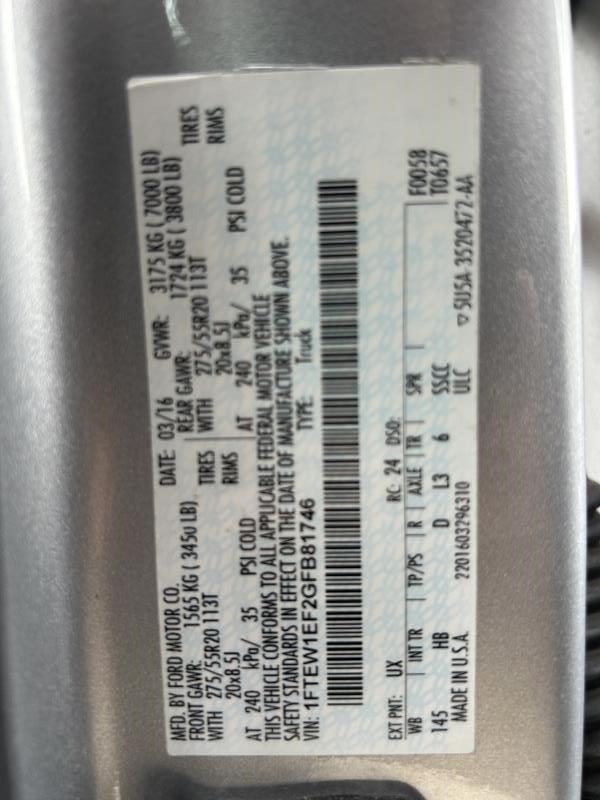 MFD. BY FORD MOTOR CO.
DATE: 03/16 GVWR: 3175 KG ( 7000 LB)
FRONT GAWR: 1565 KG ( 3450 LB)
REAR GAWR: 1724 KG ( 3800 LB)
WITH 275/55R20 113T TIRES
WITH 275/55R20 113T TIRES
20x8.5J RIMS
20x8.5J RIMS
AT 240 kPa/ 35 PSI COLD
AT 240 kPa/ 35 PSI COLD
THIS VEHICLE CONFORMS TO ALL APPLICABLE FEDERAL MOTOR VEHICLE
SAFETY STANDARDS IN EFFECT ON THE DATE OF MANUFACTURE SHOWN ABOVE.
VIN: 1FTEW1EF2GFB81746 TYPE: Truck
EXT PNT: UX RC: 24 DSO:
WB INT TR TP/PS R AXLE TR SPR F0058
145 HB D L3 6 SSCC T0657
MADE IN U.S.A. 2201603296310 ULC ▽ 5U5A-3520472-AA